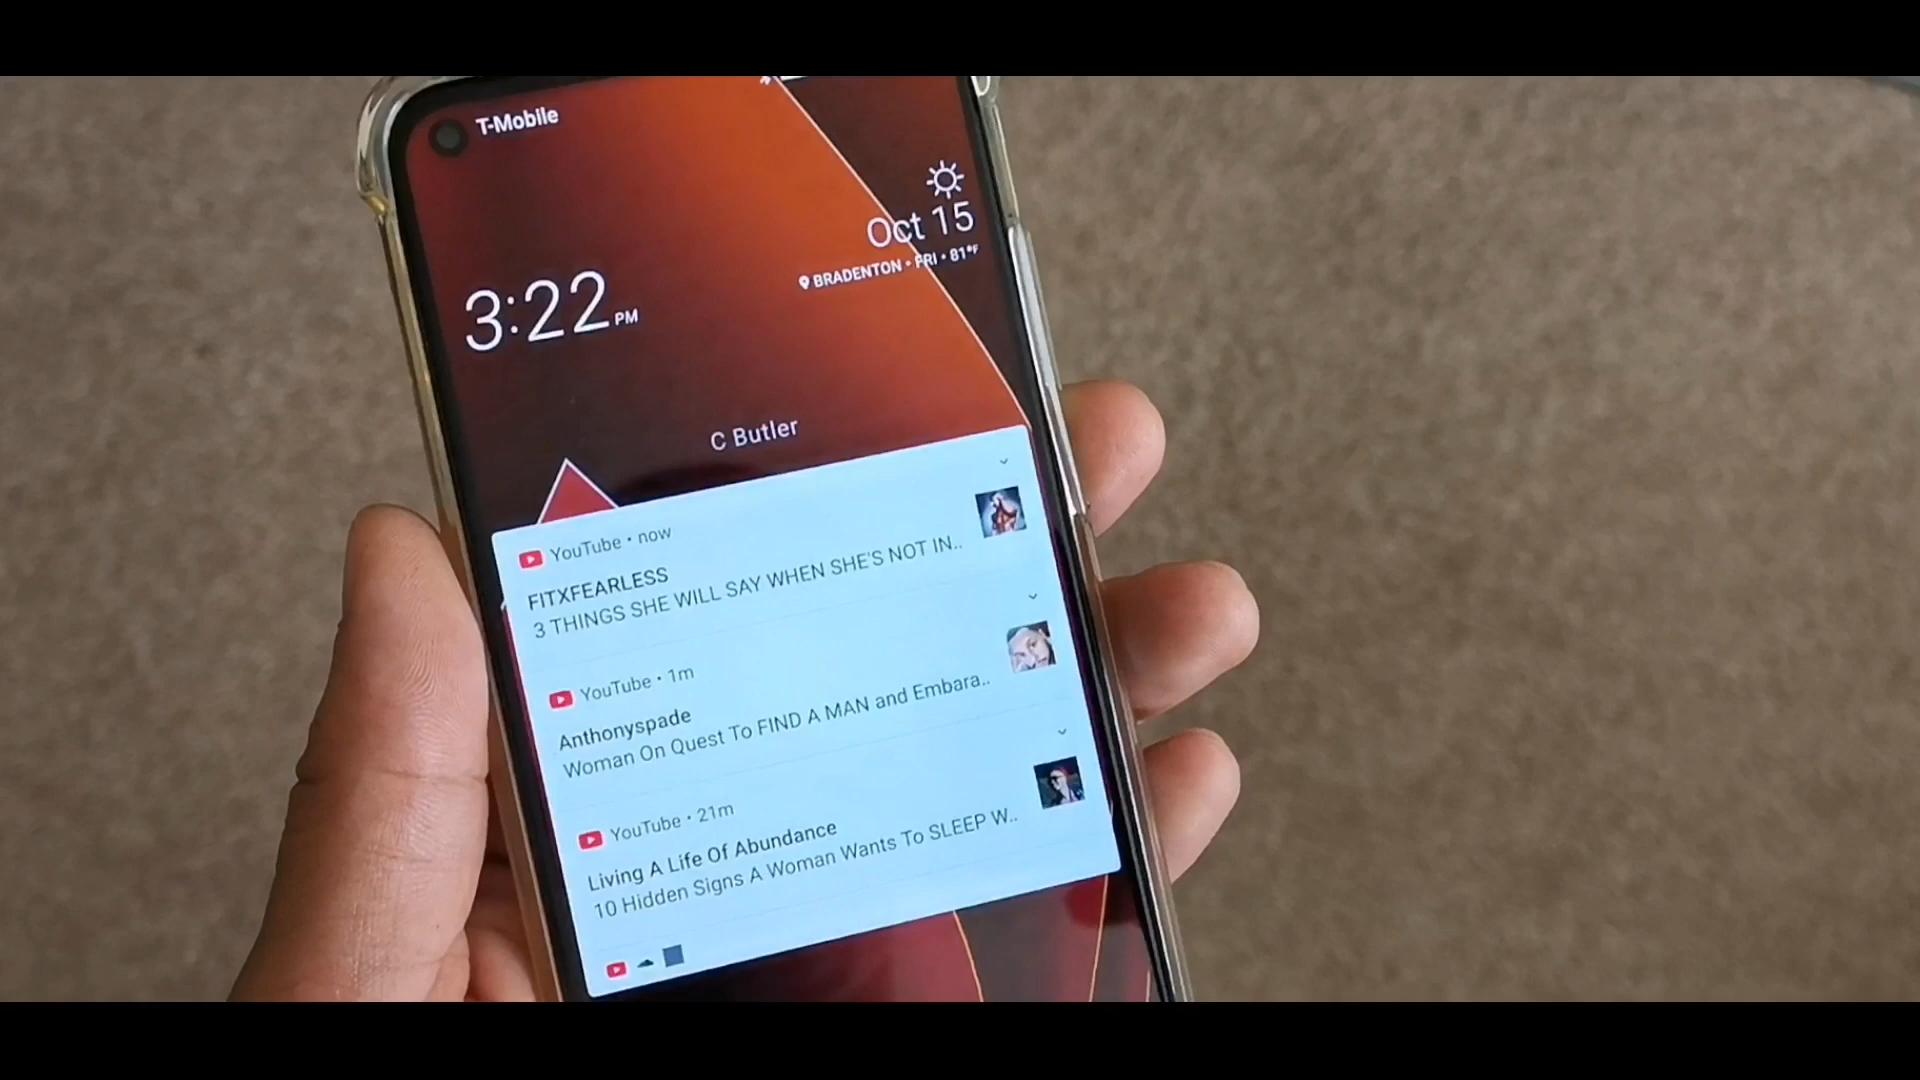 T-Mobile
Oct 15
BRADENTON • FRI • 81°F
3:22 PM
C Butler
YouTube • now
FITXFEARLESS
3 THINGS SHE WILL SAY WHEN SHE'S NOT IN..
YouTube • 1m
Anthonyspade
Woman On Quest To FIND A MAN and Embara..
YouTube • 21m
Living A Life Of Abundance
10 Hidden Signs A Woman Wants To SLEEP W..